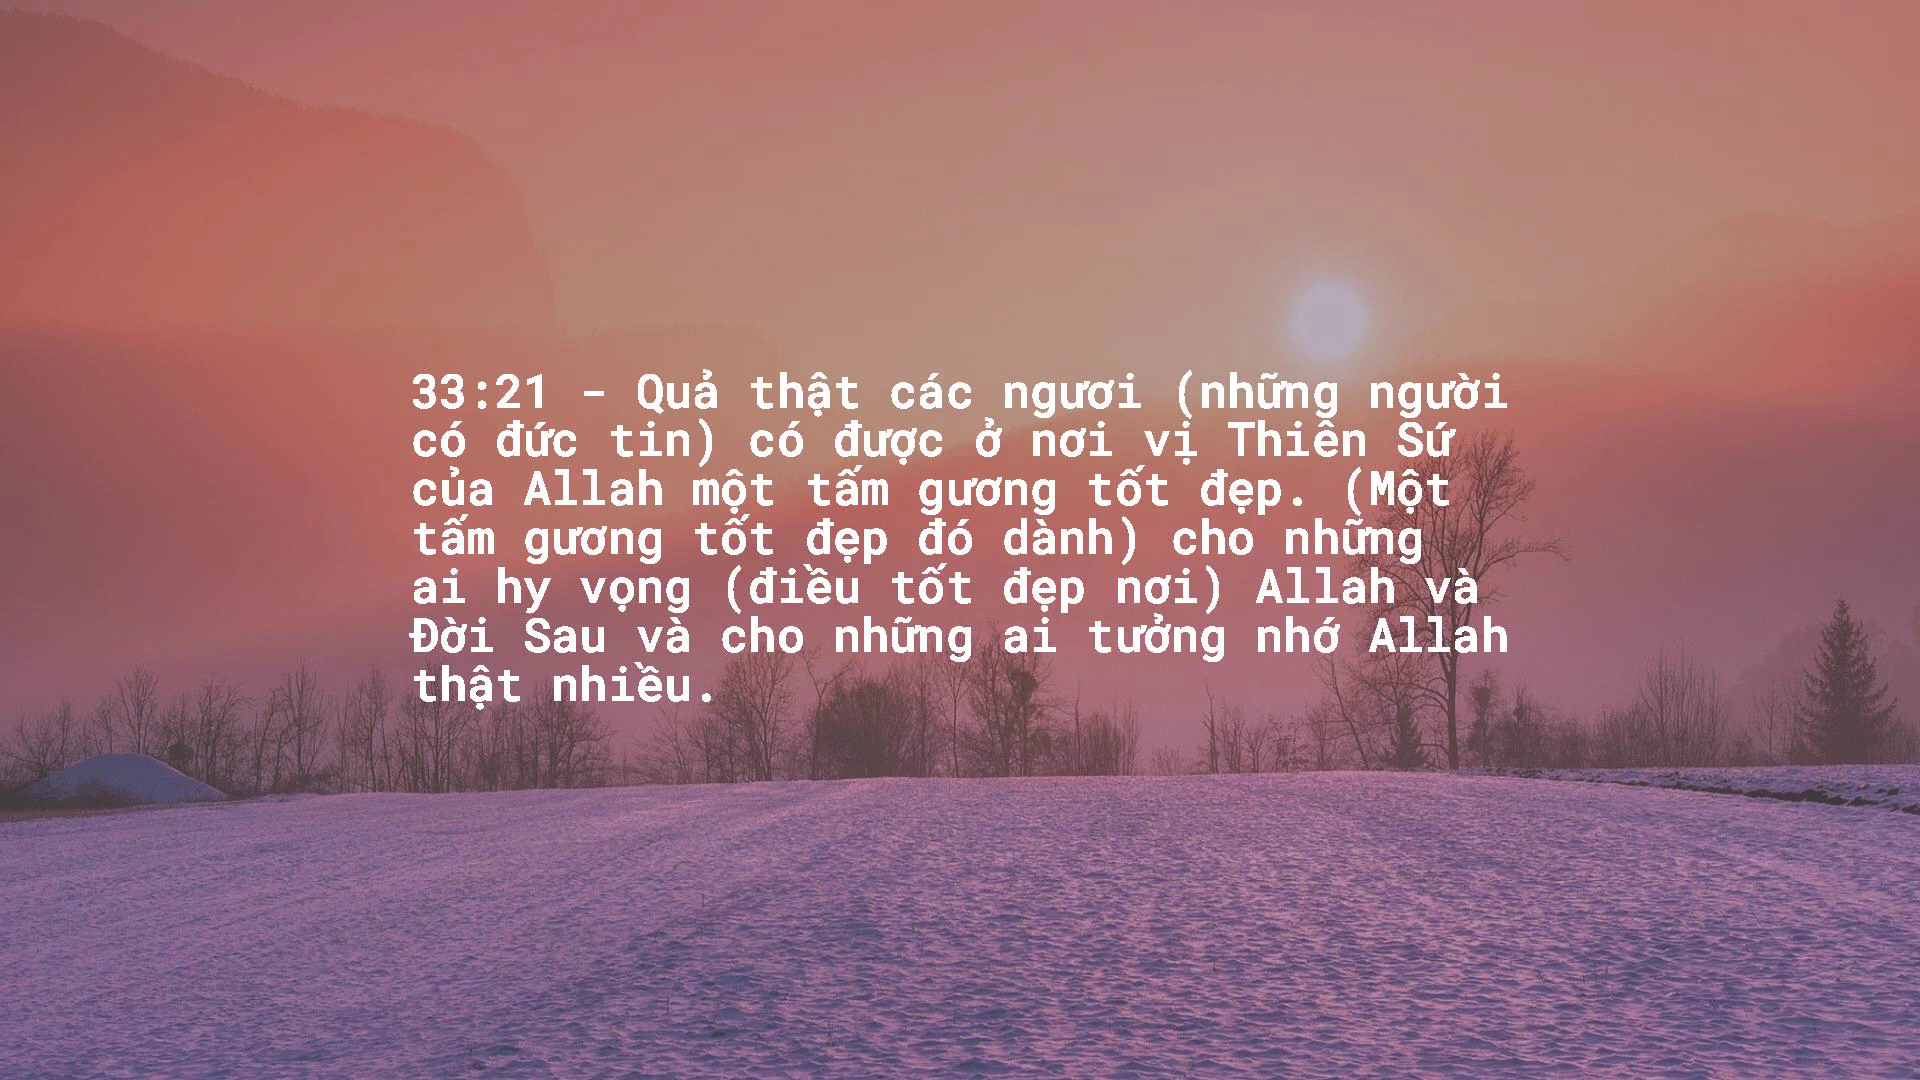 33:21 - Quả thật các ngươi (những người
có đức tin) có được ở nơi vị Thiên Sứ
của Allah một tấm gương tốt đẹp. (Một
tấm gương tốt đẹp đó dành) cho những
ai hy vọng (điều tốt đẹp nơi) Allah và
Đời Sau và cho những ai tưởng nhớ Allah
thật nhiều.